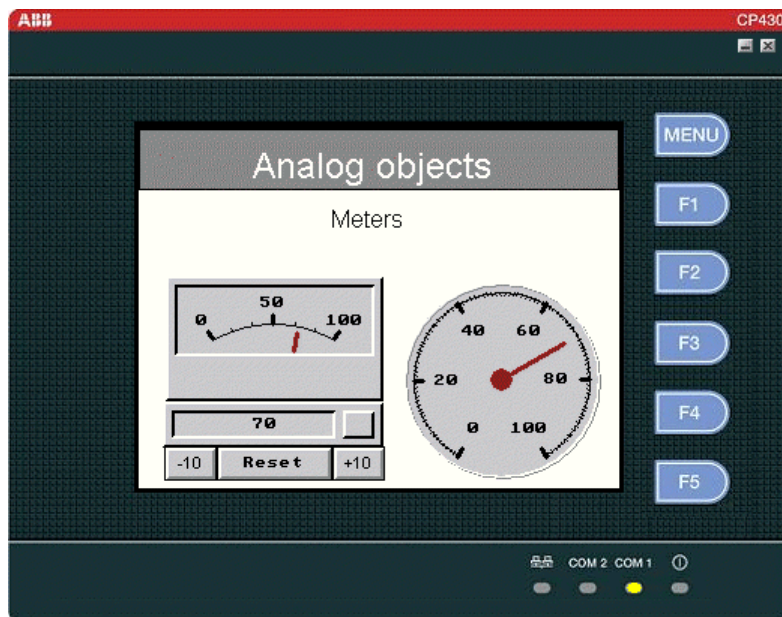 ABB
CP430
MENU
Analog objects
F1
Meters
F2
50
0 100
40 60
F3
20 80
70
F4
0 100
-10 Reset +10
F5
COM 2 COM 1